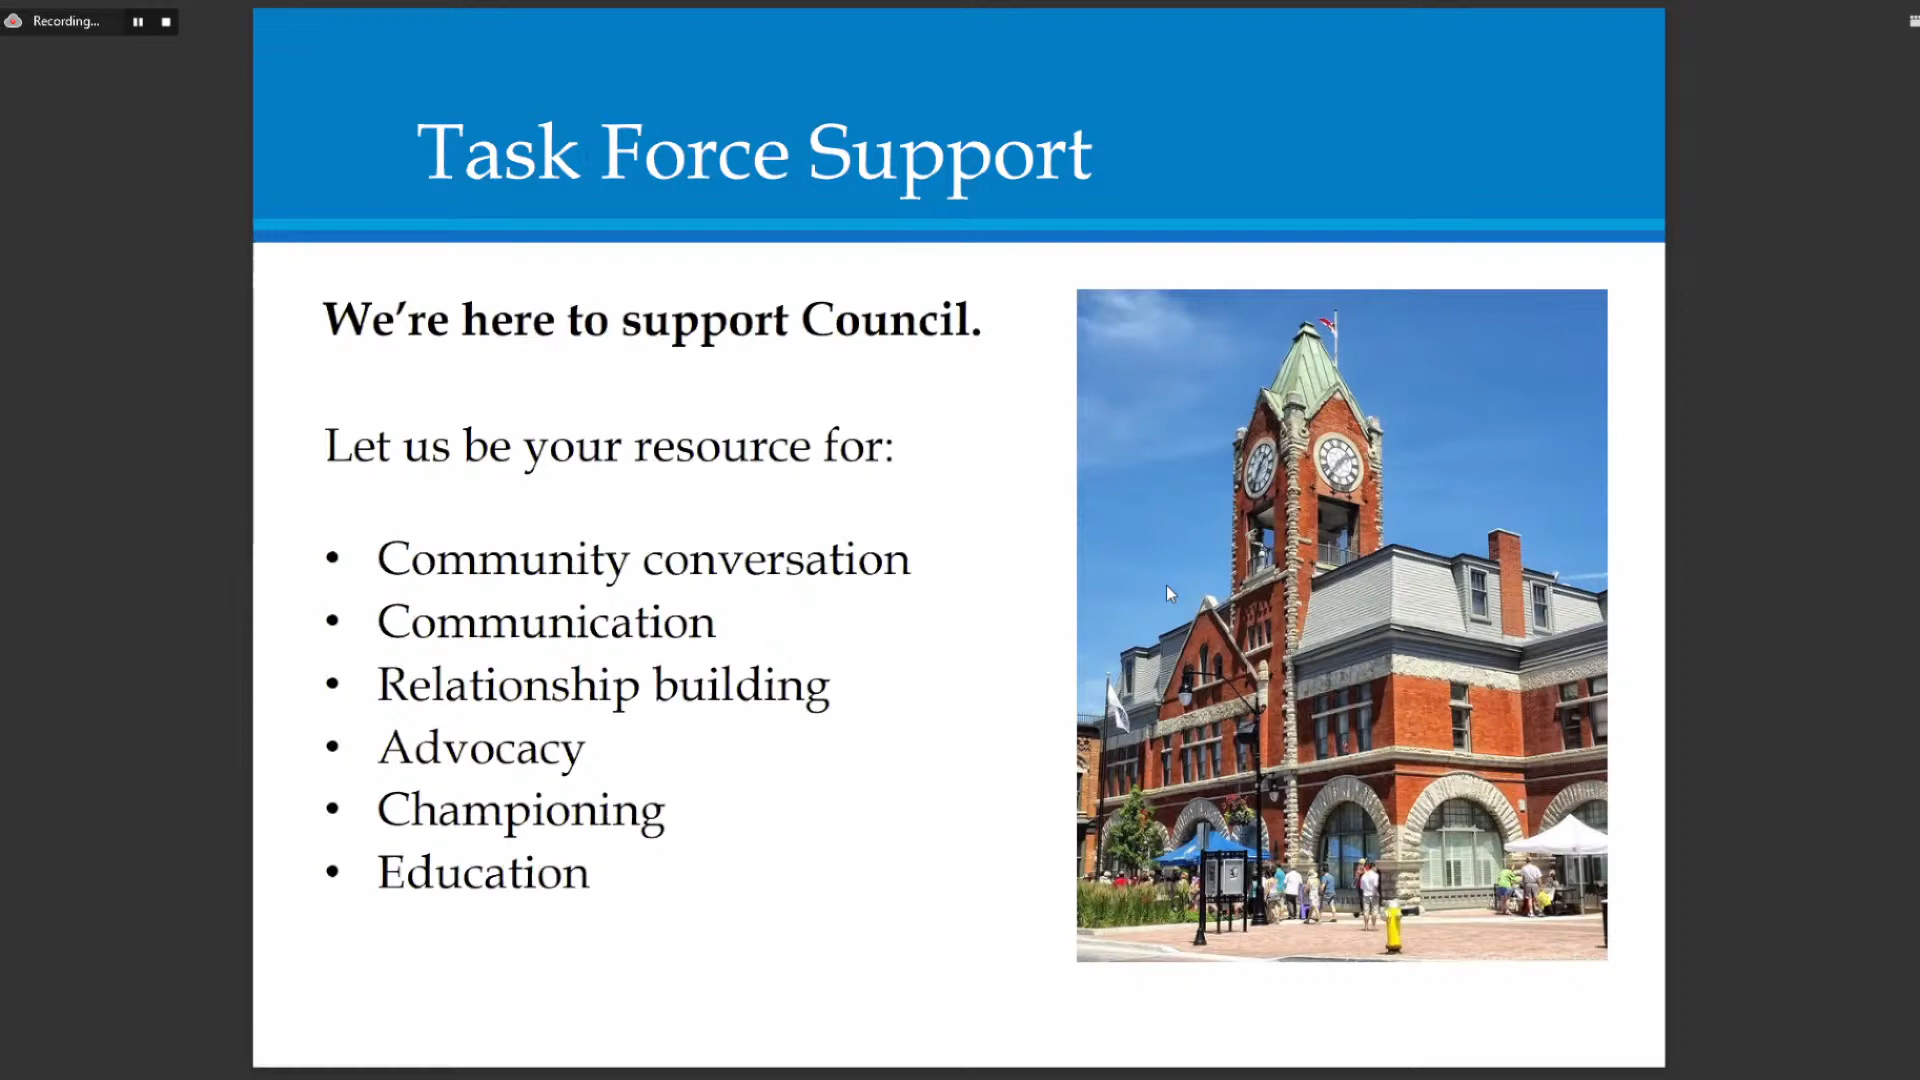 Recording...
Task Force Support
We’re here to support Council.
Let us be your resource for:
• Community conversation
• Communication
• Relationship building
• Advocacy
• Championing
• Education